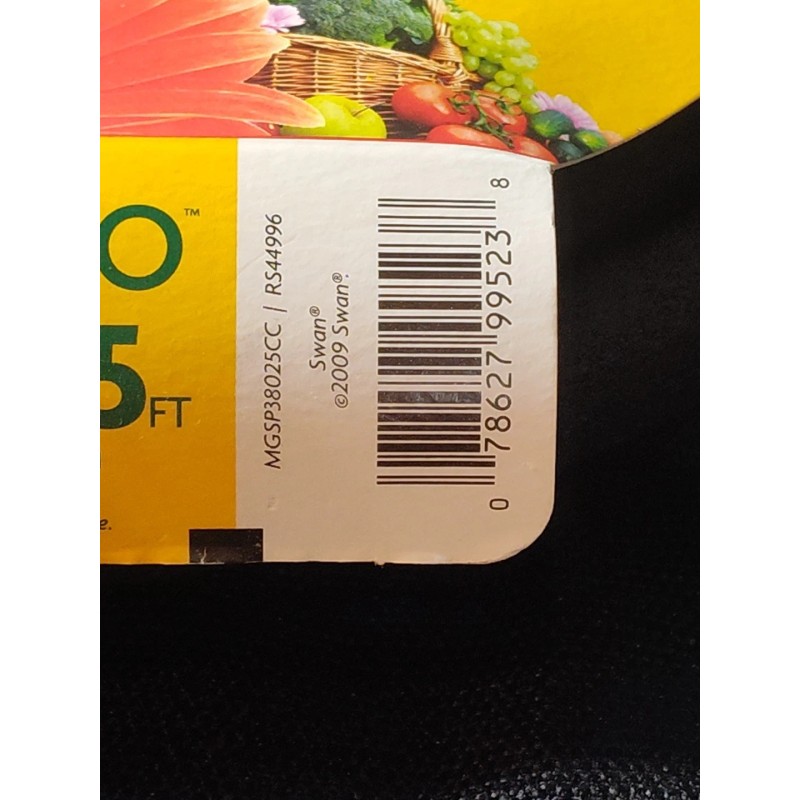 O™
5FT
e.
MGSP38025CC | RS44996
Swan®
©2009 Swan®.
0 78627 99523 8